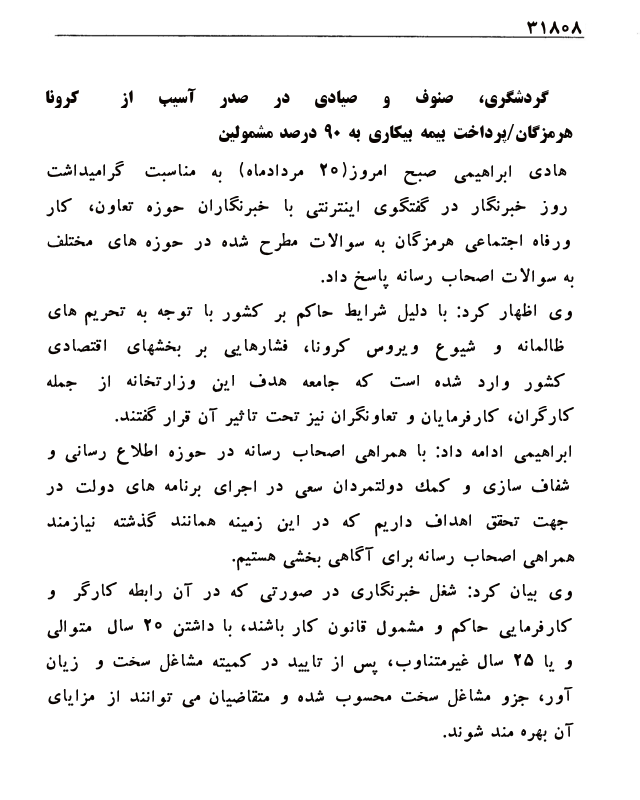 ۳۱۸۰۸
گردشگری، صنوف و صیادی در صدر آسیب از کرونا
هرمزگان/پرداخت بیمه بیکاری به ۹۰ درصد مشمولین
هادی ابراهیمی صبح امروز(۲۰ مردادماه) به مناسبت گرامیداشت
روز خبرنگار در گفتگوی اینترنتی با خبرنگاران حوزه تعاون، کار
ورفاه اجتماعی هرمزگان به سوالات مطرح شده در حوزه های مختلف
به سوالات اصحاب رسانه پاسخ داد.
وی اظهار کرد: با دلیل شرایط حاکم بر کشور با توجه به تحریم های
ظالمانه و شیوع ویروس کرونا، فشارهایی بر بخشهای اقتصادی
کشور وارد شده است که جامعه هدف این وزارتخانه از جمله
کارگران، کارفرمایان و تعاونگران نیز تحت تاثیر آن قرار گفتند.
ابراهیمی ادامه داد: با همراهی اصحاب رسانه در حوزه اطلاع رسانی و
شفاف سازی و کمك دولتمردان سعی در اجرای برنامه های دولت در
جهت تحقق اهداف داریم که در این زمینه همانند گذشته نیازمند
همراهی اصحاب رسانه برای آگاهی بخشی هستیم.
وی بیان کرد: شغل خبرنگاری در صورتی که در آن رابطه کارگر و
کارفرمایی حاکم و مشمول قانون کار باشند، با داشتن ۲۰ سال متوالی
و یا ۲۵ سال غیرمتناوب، پس از تایید در کمیته مشاغل سخت و زیان
آور، جزو مشاغل سخت محسوب شده و متقاضیان می توانند از مزایای
آن بهره مند شوند.